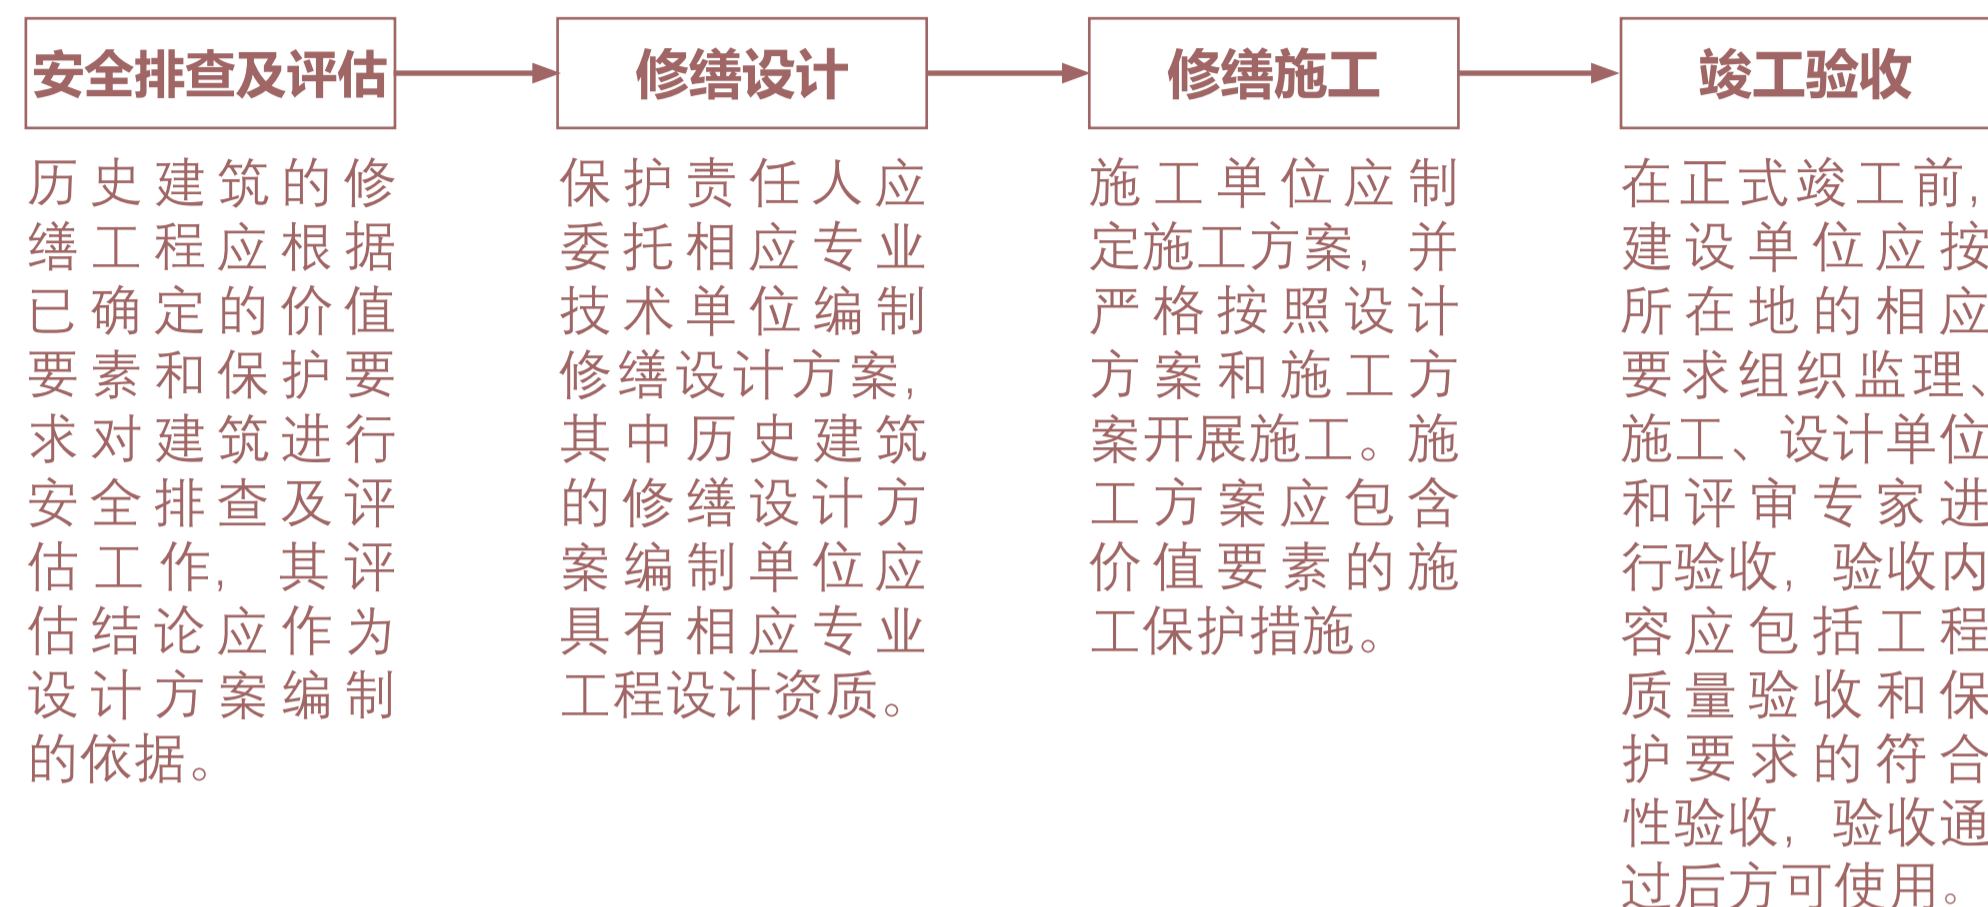 安全排查及评估
历史建筑的修
缮工程应根据
已确定的价值
要素和保护要
求对建筑进行
安全排查及评
估工作，其评
估结论应作为
设计方案编制
的依据。
修缮设计
保护责任人应
委托相应专业
技术单位编制
修缮设计方案，
其中历史建筑
的修缮设计方
案编制单位应
具有相应专业
工程设计资质。
修缮施工
施工单位应制
定施工方案，并
严格按照设计
方案和施工方
案开展施工。施
工方案应包含
价值要素的施
工保护措施。
竣工验收
在正式竣工前，
建设单位应按
所在地的相应
要求组织监理、
施工、设计单位
和评审专家进
行验收，验收内
容应包括工程
质量验收和保
护要求的符合
性验收，验收通
过后方可使用。